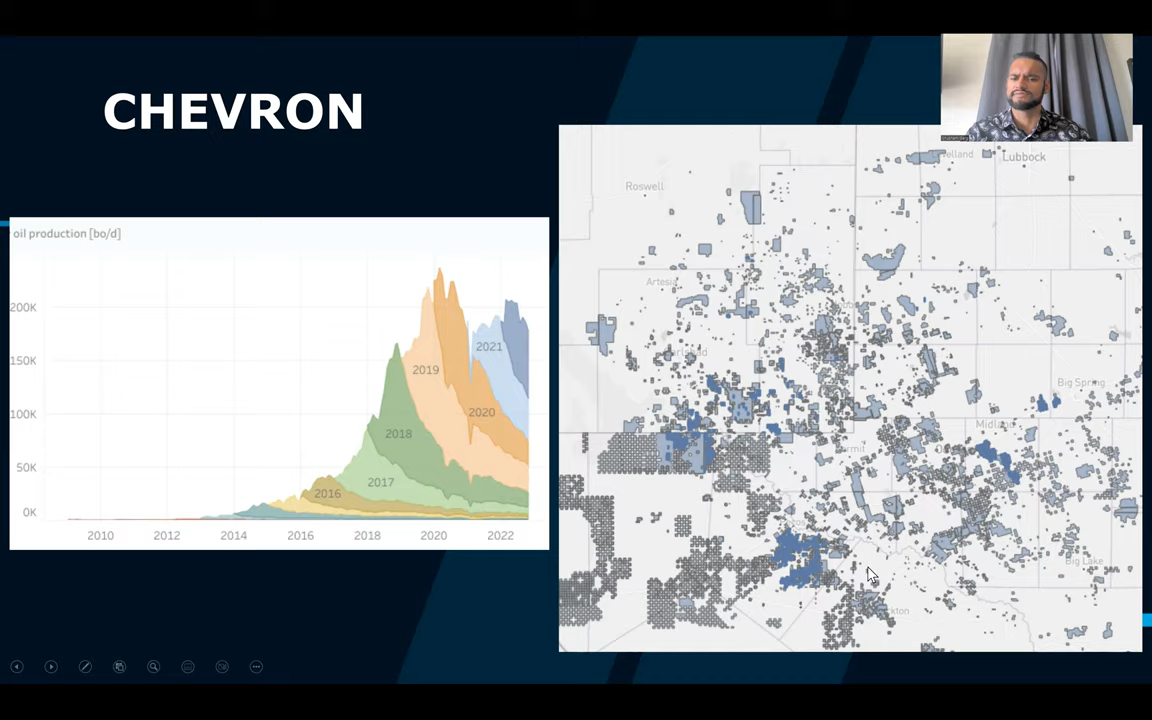 CHEVRON
oil production [bo/d]
200K
150K
100K
50K
0K
2021
2019
2020
2018
2017
2016
2010 2012 2014 2016 2018 2020 2022
Lubbock
Roswell
Artesia
Big Spring
Midland
Big Lake